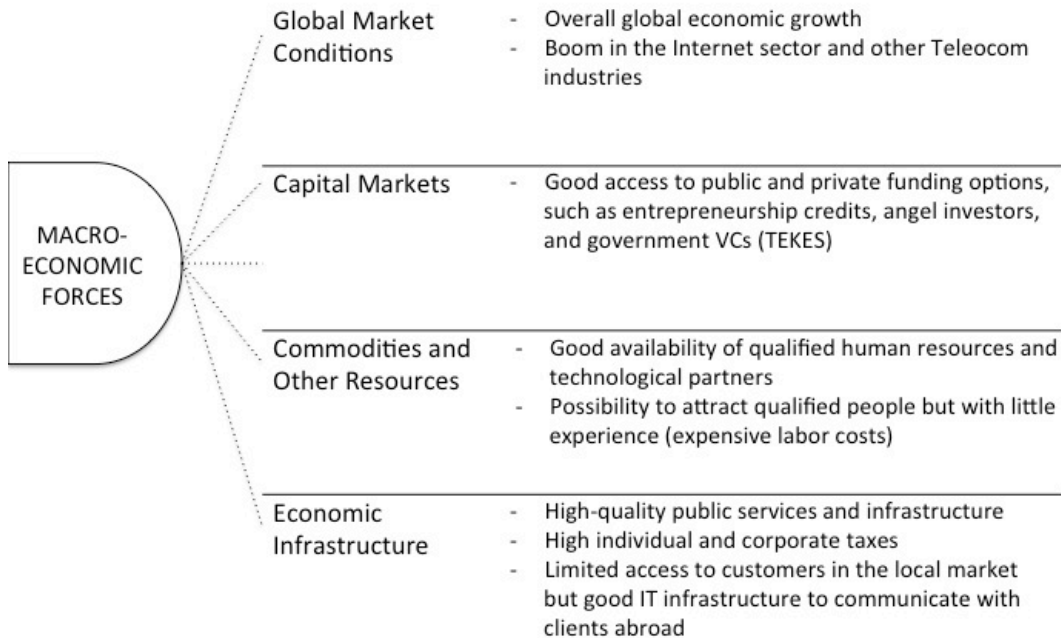 MACRO-
ECONOMIC
FORCES
Global Market
Conditions
- Overall global economic growth
- Boom in the Internet sector and other Teleocom
industries
Capital Markets
- Good access to public and private funding options,
such as entrepreneurship credits, angel investors,
and government VCs (TEKES)
Commodities and
Other Resources
- Good availability of qualified human resources and
technological partners
- Possibility to attract qualified people but with little
experience (expensive labor costs)
Economic
Infrastructure
- High-quality public services and infrastructure
- High individual and corporate taxes
- Limited access to customers in the local market
but good IT infrastructure to communicate with
clients abroad